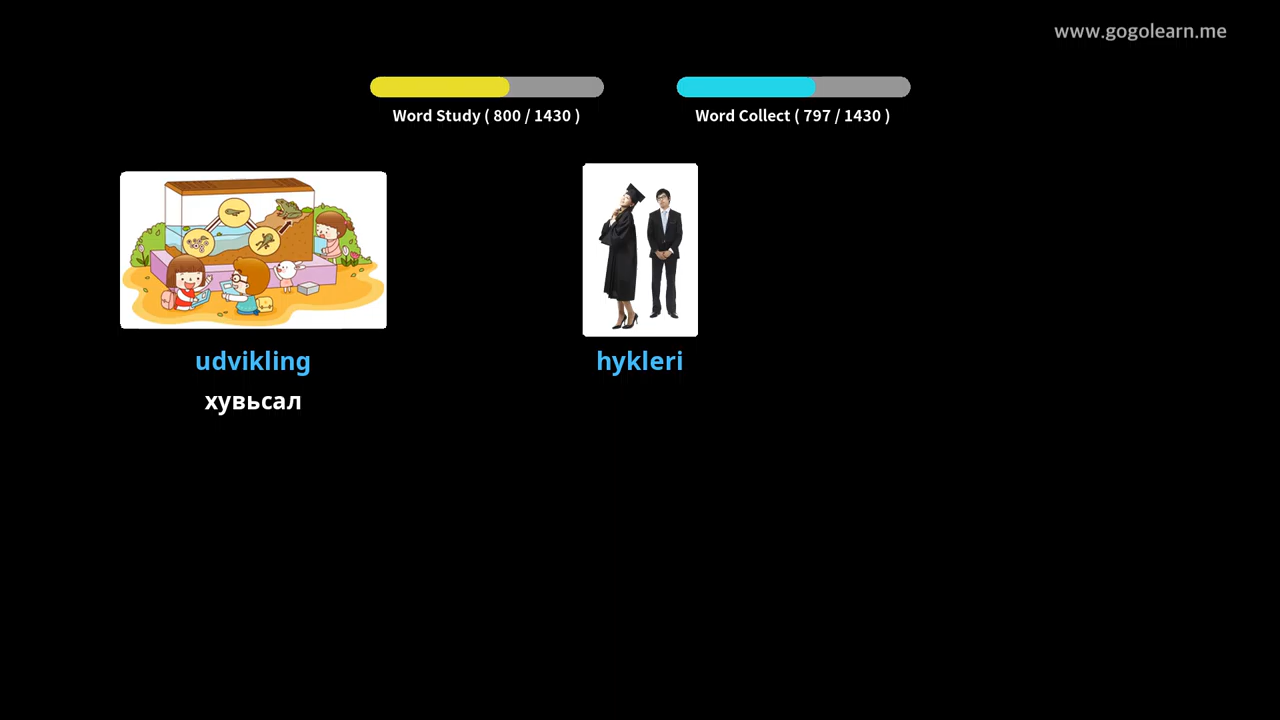 www.gogolearn.me
Word Study ( 800 / 1430 )
Word Collect ( 797 / 1430 )
udvikling
хувьсал
hykleri